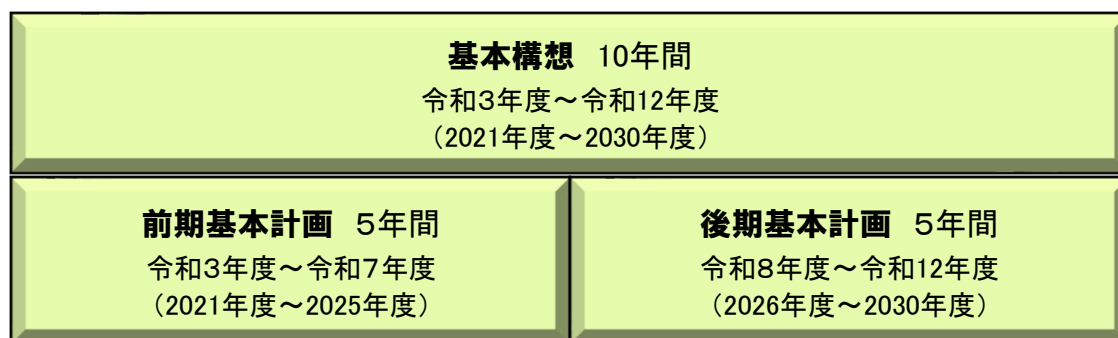 基本構想　10年間
令和３年度～令和12年度
（2021年度～2030年度）
前期基本計画　５年間
令和３年度～令和７年度
（2021年度～2025年度）
後期基本計画　５年間
令和８年度～令和12年度
（2026年度～2030年度）